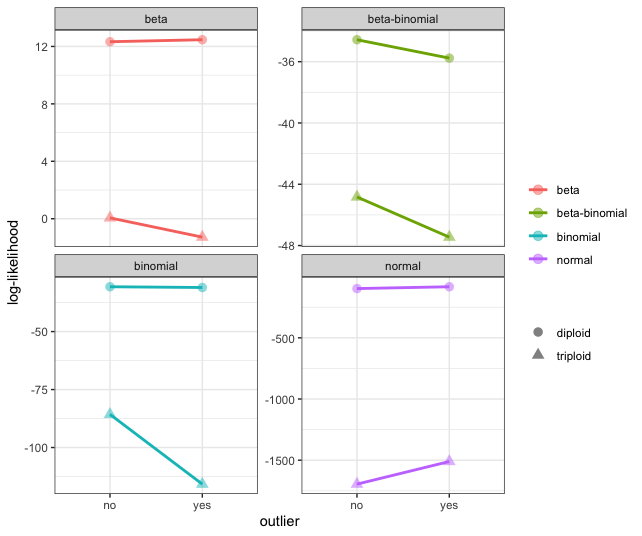 beta
beta-binomial
12
8
4
0
-36
-40
-44
-48
binomial
normal
-50
-75
-100
-500
-1000
-1500
no
yes
no
yes
outlier
log-likelihood
beta
beta-binomial
binomial
normal
diploid
triploid